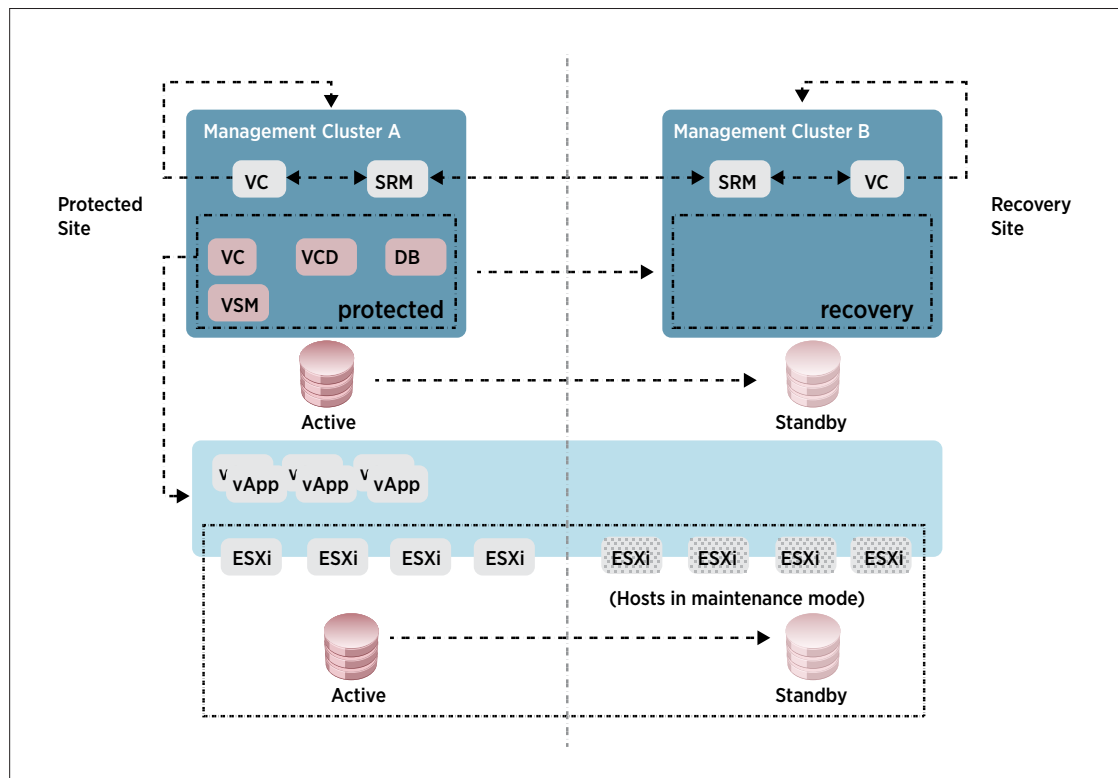 Management Cluster A
Management Cluster B
VC
SRM
SRM
VC
Protected
Site
Recovery
Site
VC
VCD
DB
VSM
protected
recovery
Active
Standby
vApp
vApp
vApp
ESXi
ESXi
ESXi
ESXi
ESXi
ESXi
ESXi
ESXi
(Hosts in maintenance mode)
Active
Standby